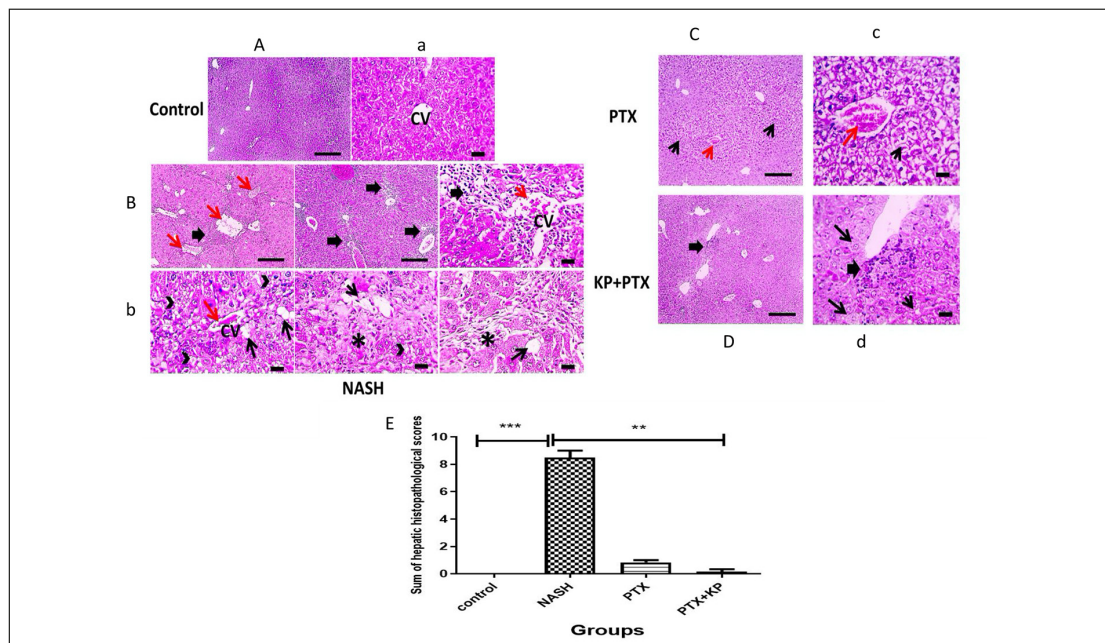 A a
Control
CV
B
CV
b
CV
*
*
NASH
C c
PTX
KP+PTX
D d
E
*** **
Sum of hepatic histopathological scores
10
8
6
4
2
0
control NASH PTX PTX+KP
Groups